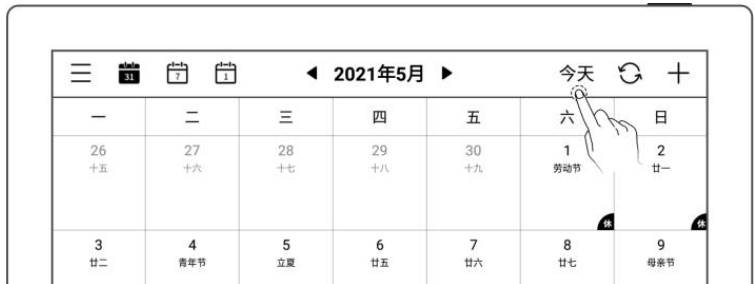 31 7 1 2021年5月 今天
一 二 三 四 五 六 日
26 27 28 29 30 1 2
十五 十六 十七 十八 十九 劳动节 廿一
休 休
3 4 5 6 7 8 9
廿二 青年节 立夏 廿五 廿六 廿七 母亲节